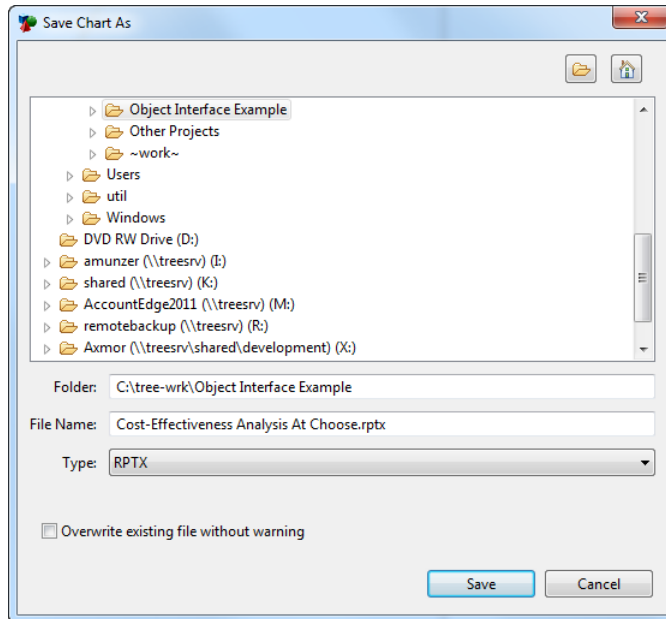 Save Chart As
Object Interface Example
Other Projects
~work~
Users
util
Windows
DVD RW Drive (D:)
amunzer (\\treesrv) (I:)
shared (\\treesrv) (K:)
AccountEdge2011 (\\treesrv) (M:)
remotebackup (\\treesrv) (R:)
Axmor (\\treesrv\shared\development) (X:)
Folder: C:\tree-wrk\Object Interface Example
File Name: Cost-Effectiveness Analysis At Choose.rptx
Type: RPTX
Overwrite existing file without warning
Save Cancel